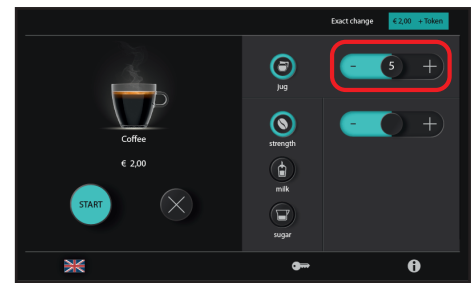 Exact change € 2,00 + Token
- 5 +
jug
Coffee
- +
strength
€ 2,00
milk
START
sugar